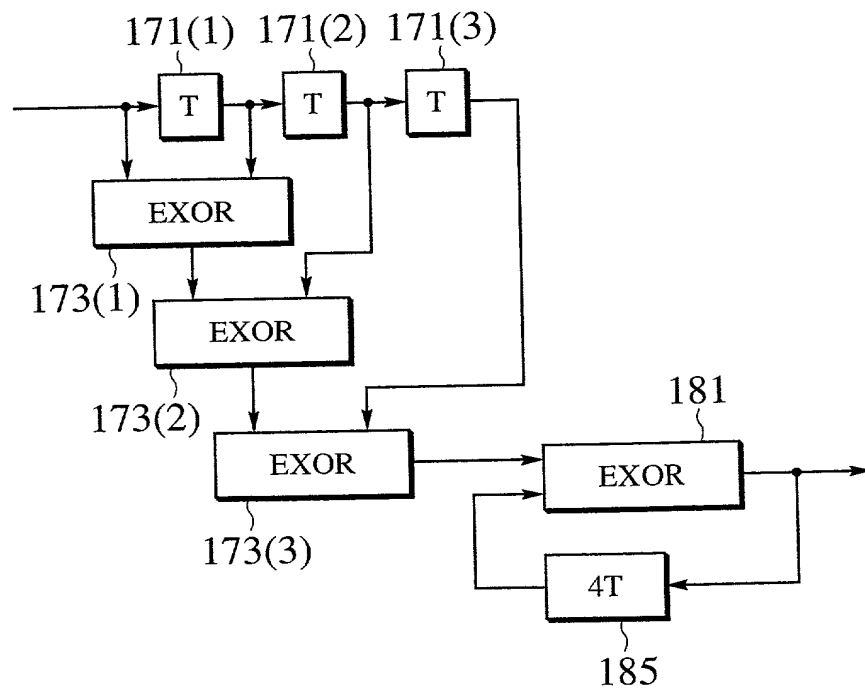 171(1) 171(2) 171(3)
T T T
EXOR
173(1)
EXOR
173(2)
EXOR
173(3)
181
EXOR
4T
185